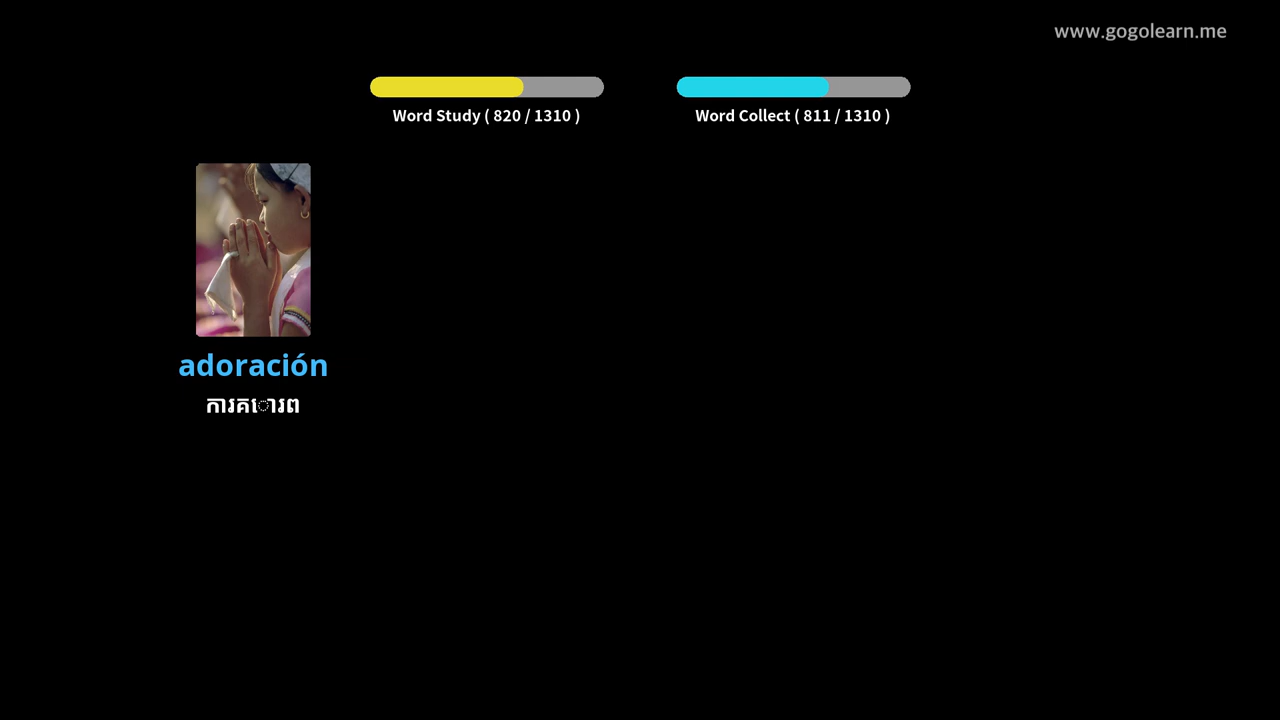 www.gogolearn.me
Word Study ( 820 / 1310 )
Word Collect ( 811 / 1310 )
adoración
ការគោរព